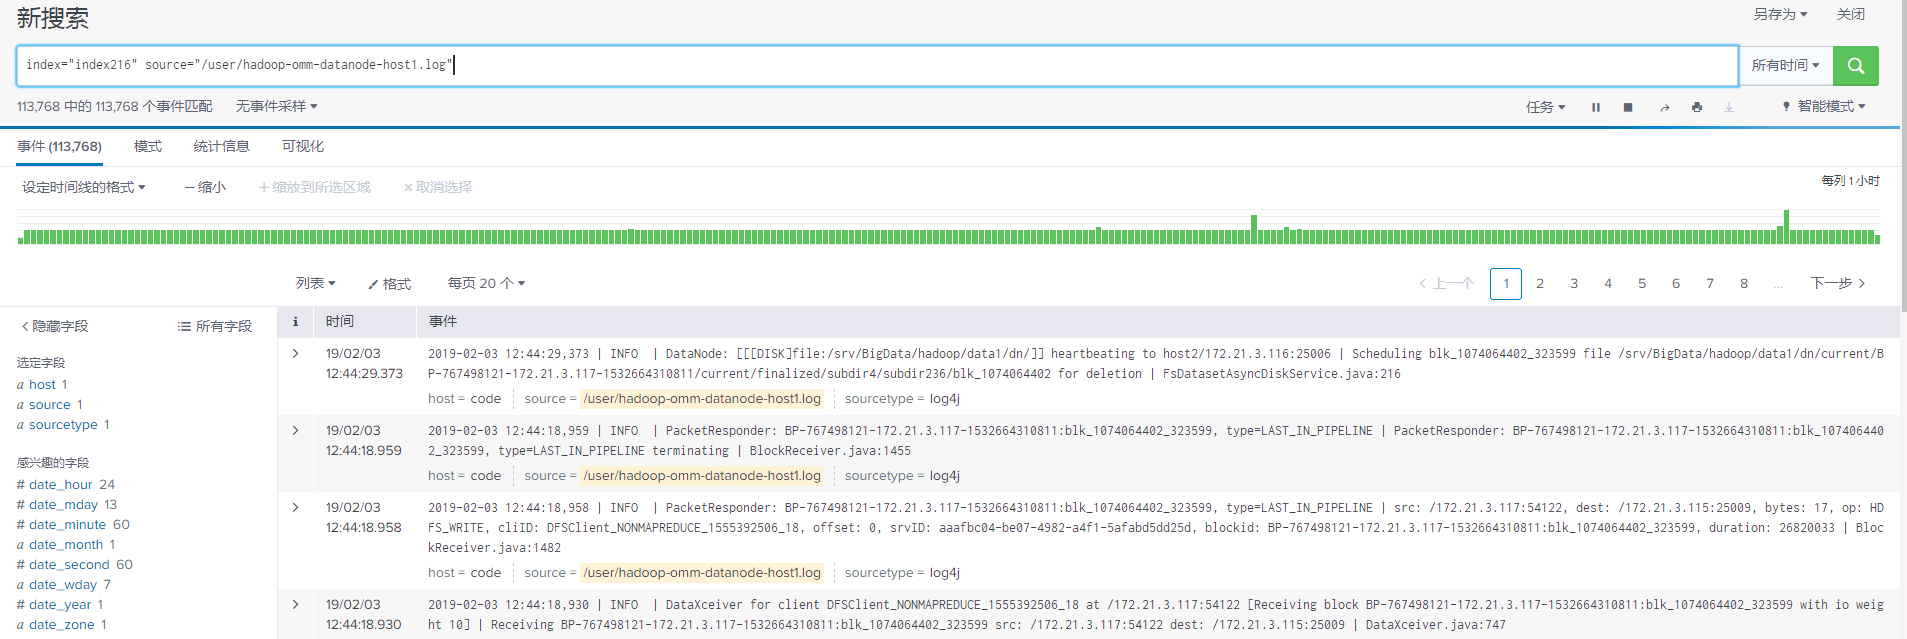 新搜索
另存为 关闭
index="index216" source="/user/hadoop-omm-datanode-host1.log"
所有时间
113,768 中的 113,768 个事件匹配 无事件采样
任务 智能模式
事件 (113,768) 模式 统计信息 可视化
设定时间线的格式 – 缩小 + 缩放到所选区域 × 取消选择
每列 1 小时
列表 格式 每页 20 个
< 上一个 1 2 3 4 5 6 7 8 ... 下一步 >
< 隐藏字段 所有字段
选定字段
a host 1
a source 1
a sourcetype 1
感兴趣的字段
# date_hour 24
# date_mday 13
# date_minute 60
a date_month 1
# date_second 60
a date_wday 7
# date_year 1
a date_zone 1
i 时间 事件
> 19/02/03
12:44:29.373
2019-02-03 12:44:29,373 | INFO  | DataNode: [[[DISK]file:/srv/BigData/hadoop/data1/dn/]] heartbeating to host2/172.21.3.116:25006 | Scheduling blk_1074064402_323599 file /srv/BigData/hadoop/data1/dn/current/B
P-767498121-172.21.3.117-1532664310811/current/finalized/subdir4/subdir236/blk_1074064402 for deletion | FsDatasetAsyncDiskService.java:216
host = code source = /user/hadoop-omm-datanode-host1.log sourcetype = log4j
> 19/02/03
12:44:18.959
2019-02-03 12:44:18,959 | INFO  | PacketResponder: BP-767498121-172.21.3.117-1532664310811:blk_1074064402_323599, type=LAST_IN_PIPELINE | PacketResponder: BP-767498121-172.21.3.117-1532664310811:blk_107406440
2_323599, type=LAST_IN_PIPELINE terminating | BlockReceiver.java:1455
host = code source = /user/hadoop-omm-datanode-host1.log sourcetype = log4j
> 19/02/03
12:44:18.958
2019-02-03 12:44:18,958 | INFO  | PacketResponder: BP-767498121-172.21.3.117-1532664310811:blk_1074064402_323599, type=LAST_IN_PIPELINE | src: /172.21.3.117:54122, dest: /172.21.3.115:25009, bytes: 17, op: HD
FS_WRITE, cliID: DFSClient_NONMAPREDUCE_1555392506_18, offset: 0, srvID: aaafbc04-be07-4982-a4f1-5afabd5dd25d, blockid: BP-767498121-172.21.3.117-1532664310811:blk_1074064402_323599, duration: 26820033 | Bloc
kReceiver.java:1482
host = code source = /user/hadoop-omm-datanode-host1.log sourcetype = log4j
> 19/02/03
12:44:18.930
2019-02-03 12:44:18,930 | INFO  | DataXceiver for client DFSClient_NONMAPREDUCE_1555392506_18 at /172.21.3.117:54122 [Receiving block BP-767498121-172.21.3.117-1532664310811:blk_1074064402_323599 with io weig
ht 10] | Receiving BP-767498121-172.21.3.117-1532664310811:blk_1074064402_323599 src: /172.21.3.117:54122 dest: /172.21.3.115:25009 | DataXceiver.java:747